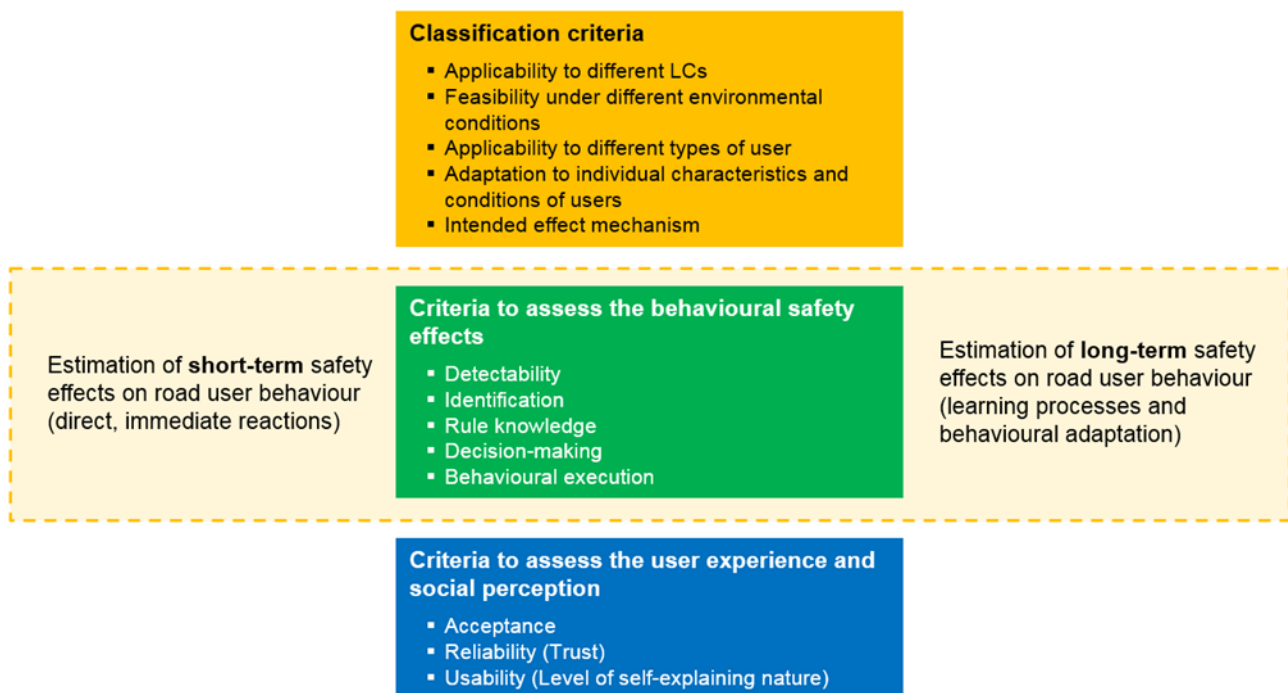 Classification criteria
▪ Applicability to different LCs
▪ Feasibility under different environmental
conditions
▪ Applicability to different types of user
▪ Adaptation to individual characteristics and
conditions of users
▪ Intended effect mechanism
Estimation of short-term safety
effects on road user behaviour
(direct, immediate reactions)
Criteria to assess the behavioural safety
effects
▪ Detectability
▪ Identification
▪ Rule knowledge
▪ Decision-making
▪ Behavioural execution
Estimation of long-term safety
effects on road user behaviour
(learning processes and
behavioural adaptation)
Criteria to assess the user experience and
social perception
▪ Acceptance
▪ Reliability (Trust)
▪ Usability (Level of self-explaining nature)